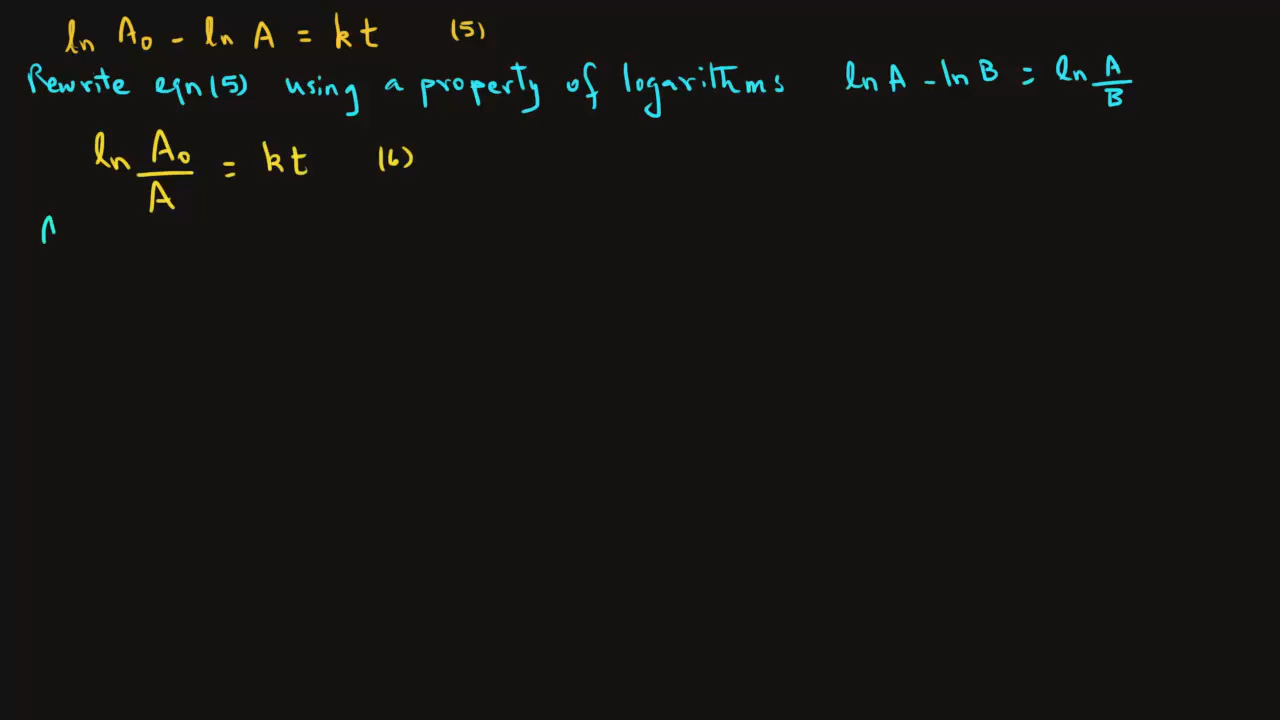 ln A₀ - ln A = kt (5)
Rewrite eqn (5) using a property of logarithms ln A - ln B = ln A/B
ln A₀/A = kt (6)